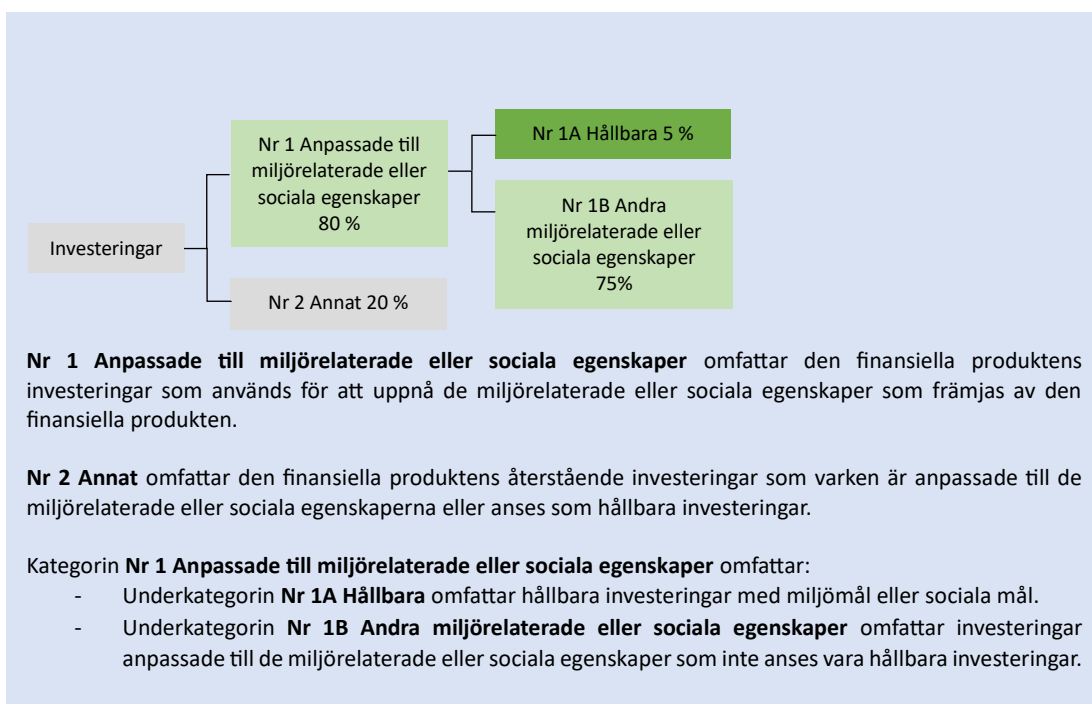 Nr 1A Hållbara 5 %
Nr 1 Anpassade till
miljörelaterade eller
sociala egenskaper
80 %
Nr 1B Andra
miljörelaterade eller
sociala egenskaper
75%
Investeringar
Nr 2 Annat 20 %
Nr 1 Anpassade till miljörelaterade eller sociala egenskaper omfattar den finansiella produktens
investeringar som används för att uppnå de miljörelaterade eller sociala egenskaper som främjas av den
finansiella produkten.
Nr 2 Annat omfattar den finansiella produktens återstående investeringar som varken är anpassade till de
miljörelaterade eller sociala egenskaperna eller anses som hållbara investeringar.
Kategorin Nr 1 Anpassade till miljörelaterade eller sociala egenskaper omfattar:
- Underkategorin Nr 1A Hållbara omfattar hållbara investeringar med miljömål eller sociala mål.
- Underkategorin Nr 1B Andra miljörelaterade eller sociala egenskaper omfattar investeringar
anpassade till de miljörelaterade eller sociala egenskaper som inte anses vara hållbara investeringar.